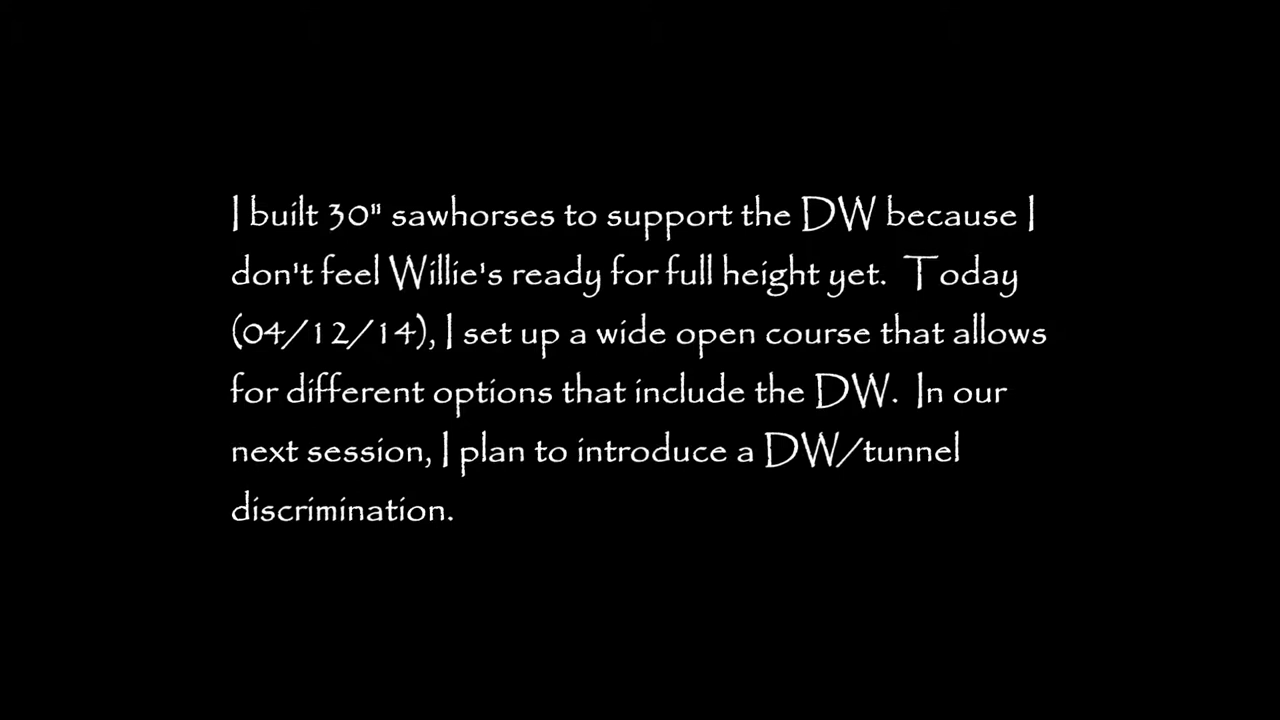 I built 30" sawhorses to support the DW because I
don't feel Willie's ready for full height yet.  Today
(04/12/14), I set up a wide open course that allows
for different options that include the DW.  In our
next session, I plan to introduce a DW/tunnel
discrimination.